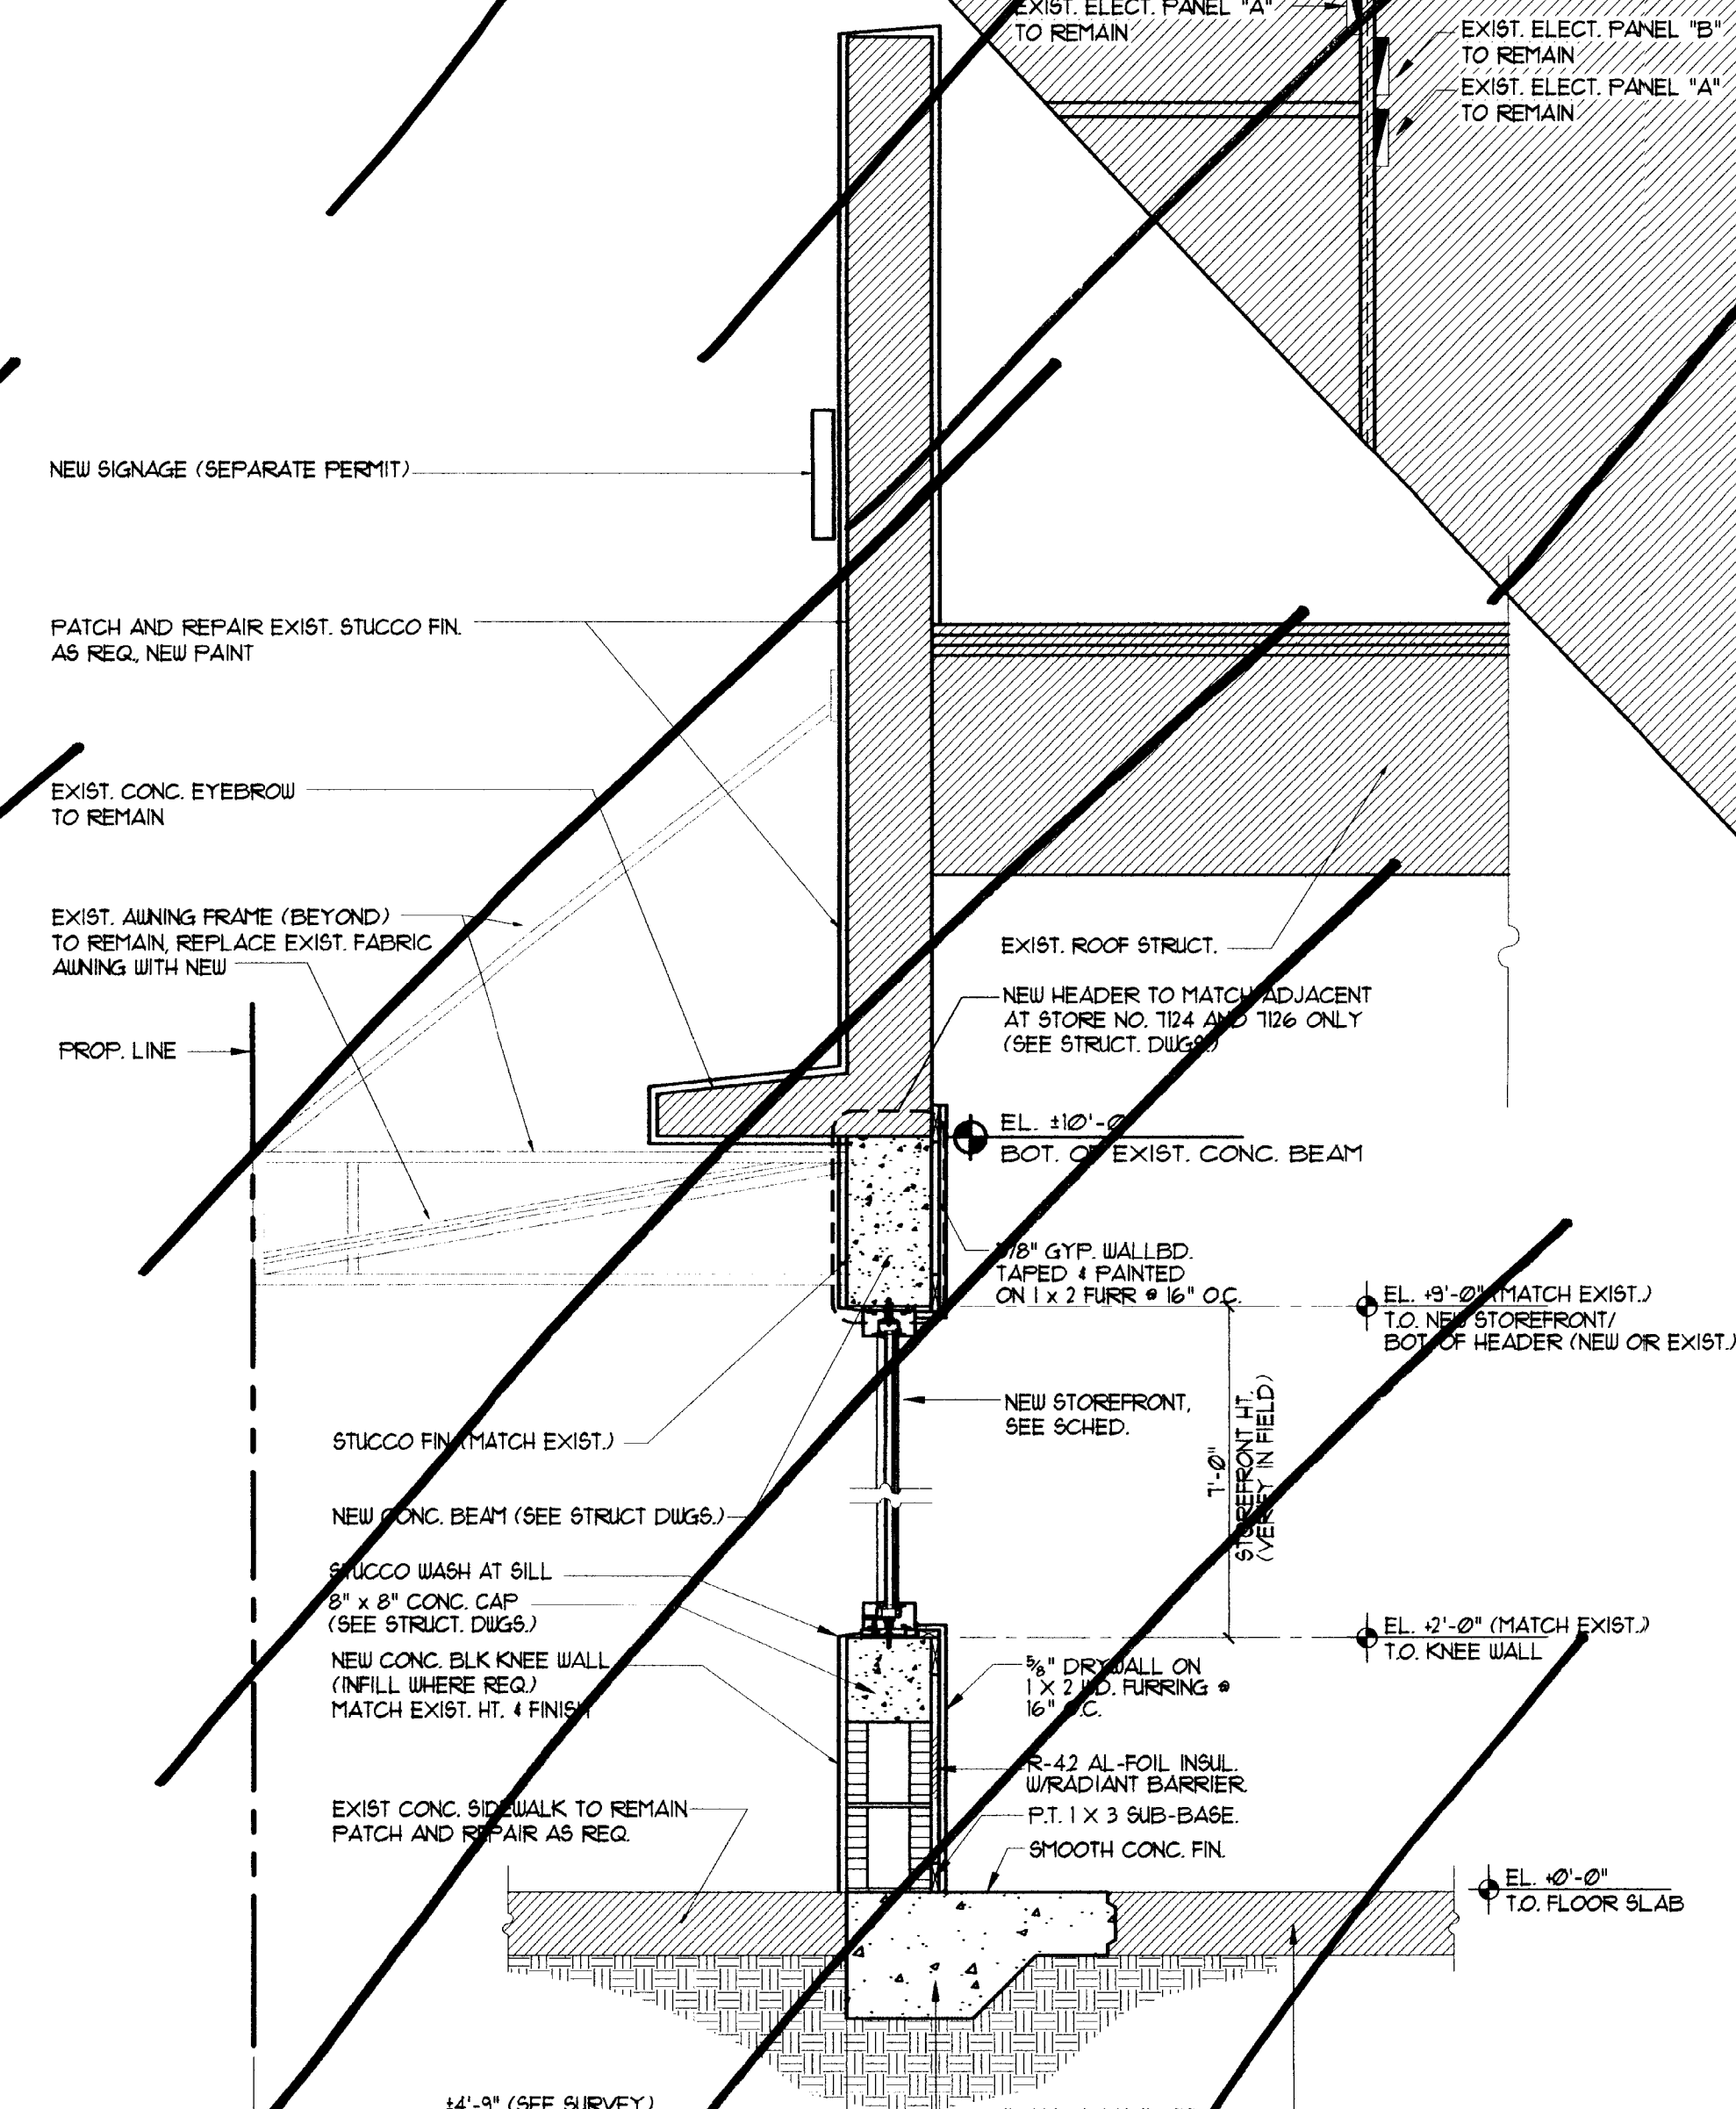 EXIST. ELECT. PANEL "A"
TO REMAIN
EXIST. ELECT. PANEL "B"
TO REMAIN
EXIST. ELECT. PANEL "A"
TO REMAIN
NEW SIGNAGE (SEPARATE PERMIT)
PATCH AND REPAIR EXIST. STUCCO FIN.
AS REQ., NEW PAINT
EXIST. CONC. EYEBROW
TO REMAIN
EXIST. AWNING FRAME (BEYOND)
TO REMAIN, REPLACE EXIST. FABRIC
AWNING WITH NEW
PROP. LINE
EXIST. ROOF STRUCT.
NEW HEADER TO MATCH ADJACENT
AT STORE NO. 7124 AND 7126 ONLY
(SEE STRUCT. DWGS.)
EL. ±10'-0"
BOT. OF EXIST. CONC. BEAM
5/8" GYP. WALLBD.
TAPED & PAINTED
ON 1 x 2 FURR @ 16" O.C.
EL. +9'-0" (MATCH EXIST.)
T.O. NEW STOREFRONT/
BOT. OF HEADER (NEW OR EXIST.)
NEW STOREFRONT,
SEE SCHED.
7'-0"
STOREFRONT HT.
(VERIFY IN FIELD)
STUCCO FIN. (MATCH EXIST.)
NEW CONC. BEAM (SEE STRUCT DWGS.)
STUCCO WASH AT SILL
8" x 8" CONC. CAP
(SEE STRUCT. DWGS.)
NEW CONC. BLK KNEE WALL
(INFILL WHERE REQ.)
MATCH EXIST. HT. & FINISH
EXIST CONC. SIDEWALK TO REMAIN
PATCH AND REPAIR AS REQ.
EL. +2'-0" (MATCH EXIST.)
T.O. KNEE WALL
5/8" DRYWALL ON
1 X 2 WD. FURRING @
16" O.C.
R-4.2 AL-FOIL INSUL.
W/RADIANT BARRIER.
P.T. 1 X 3 SUB-BASE.
SMOOTH CONC. FIN.
EL. +0'-0"
T.O. FLOOR SLAB
±4'-9" (SEE SURVEY)